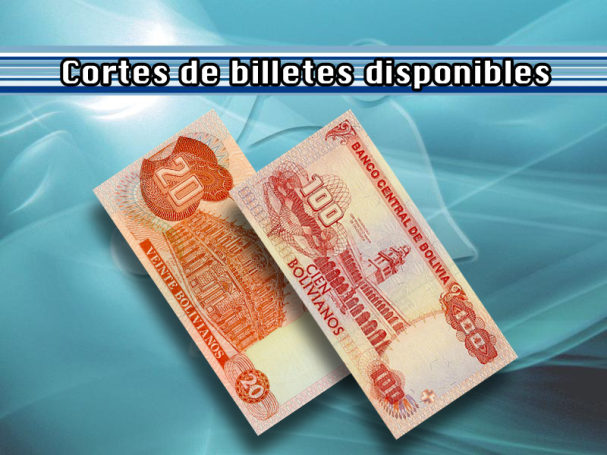 Cortes de billetes disponibles
20
VEINTE BOLIVIANOS
20
100
BANCO CENTRAL DE BOLIVIA
CIEN
BOLIVIANOS
100
100